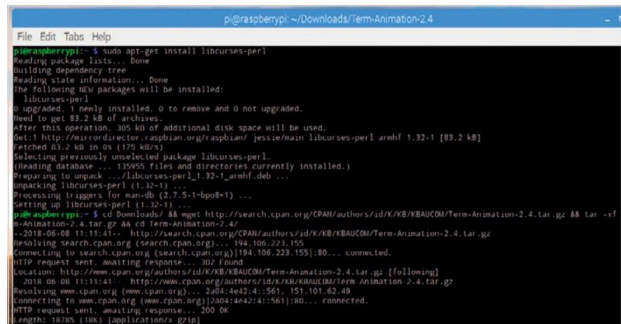 pi@raspberrypi: ~/Downloads/Term-Animation-2.4
File Edit Tabs Help
pi@raspberrypi:~ $ sudo apt-get install libcurses-perl
Reading package lists... Done
Building dependency tree
Reading state information... Done
The following NEW packages will be installed:
libcurses-perl
0 upgraded, 1 newly installed, 0 to remove and 0 not upgraded.
Need to get 83.2 kB of archives.
After this operation, 305 kB of additional disk space will be used.
Get:1 http://mirrordirector.raspbian.org/raspbian/ jessie/main libcurses-perl armhf 1.32-1 [83.2 kB]
Fetched 83.2 kB in 0s (175 kB/s)
Selecting previously unselected package libcurses-perl.
(Reading database ... 135955 files and directories currently installed.)
Preparing to unpack .../libcurses-perl_1.32-1_armhf.deb ...
Unpacking libcurses-perl (1.32-1) ...
Processing triggers for man-db (2.7.5-1~bpo8+1) ...
Setting up libcurses-perl (1.32-1) ...
pi@raspberrypi:~ $ cd Downloads/ && wget http://search.cpan.org/CPAN/authors/id/K/KB/KBAUCOM/Term-Animation-2.4.tar.gz && tar -xf
m-Animation-2.4.tar.gz && cd Term-Animation-2.4/
--2018-06-08 11:11:41-- http://search.cpan.org/CPAN/authors/id/K/KB/KBAUCOM/Term-Animation-2.4.tar.gz
Resolving search.cpan.org (search.cpan.org)... 194.106.223.155
Connecting to search.cpan.org (search.cpan.org)|194.106.223.155|:80... connected.
HTTP request sent, awaiting response... 302 Found
Location: http://www.cpan.org/authors/id/K/KB/KBAUCOM/Term-Animation-2.4.tar.gz [following]
--2018-06-08 11:11:41-- http://www.cpan.org/authors/id/K/KB/KBAUCOM/Term-Animation-2.4.tar.gz
Resolving www.cpan.org (www.cpan.org)... 2a04:4e42:4::561, 151.101.62.49
Connecting to www.cpan.org (www.cpan.org)|2a04:4e42:4::561|:80... connected.
HTTP request sent, awaiting response... 200 OK
Length: 18785 (18K) [application/x-gzip]